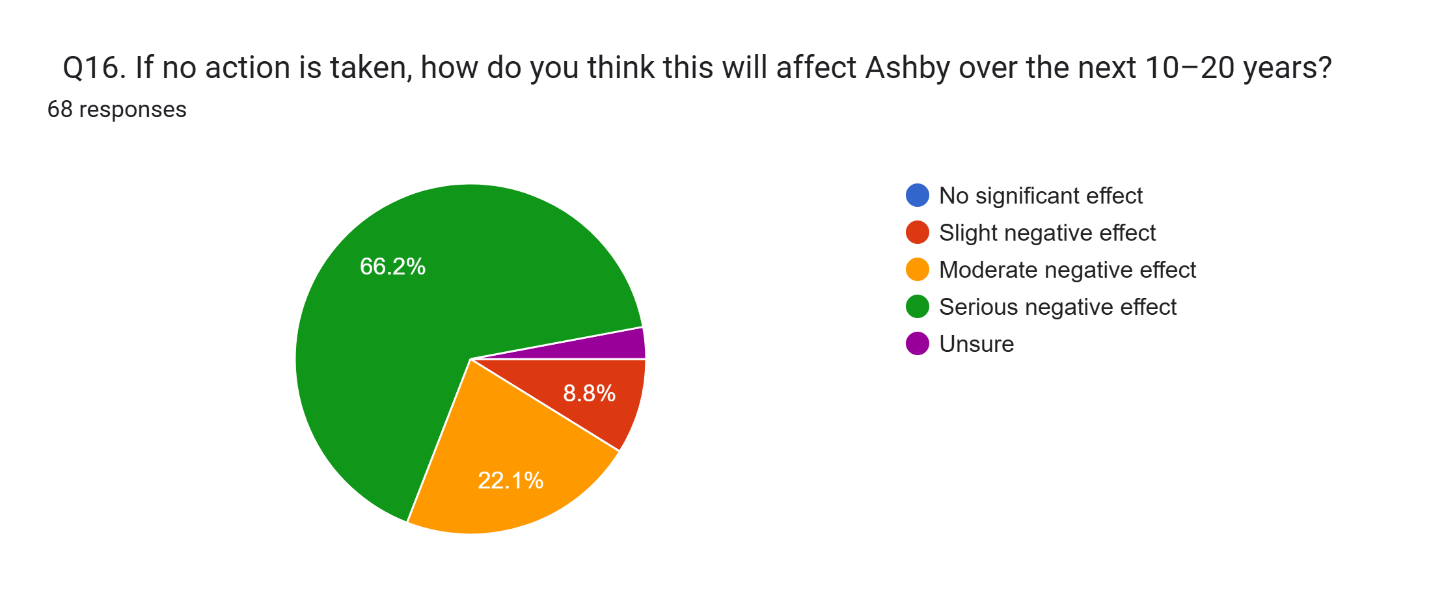 Q16. If no action is taken, how do you think this will affect Ashby over the next 10–20 years?
68 responses
No significant effect
Slight negative effect
Moderate negative effect
Serious negative effect
Unsure
66.2%
8.8%
22.1%